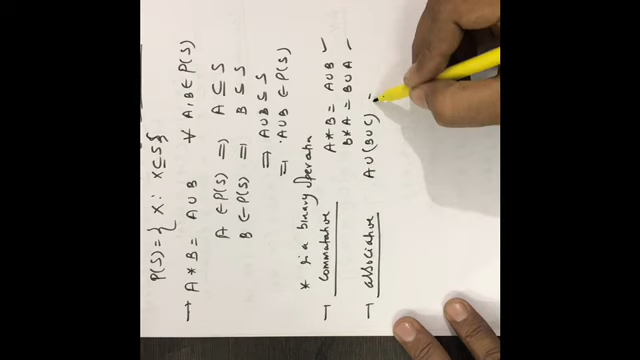 P(S) = { X : X ⊆ S }
→ A * B = A ∪ B ∀ A, B ∈ P(S)
A ∈ P(S) ⇒ A ⊆ S
B ∈ P(S) ⇒ B ⊆ S
⇒ A ∪ B ⊆ S
⇒ A ∪ B ∈ P(S)
* is a binary operation
→ commutative A * B = A ∪ B
B * A = B ∪ A
→ associative A ∪ (B ∪ C) =